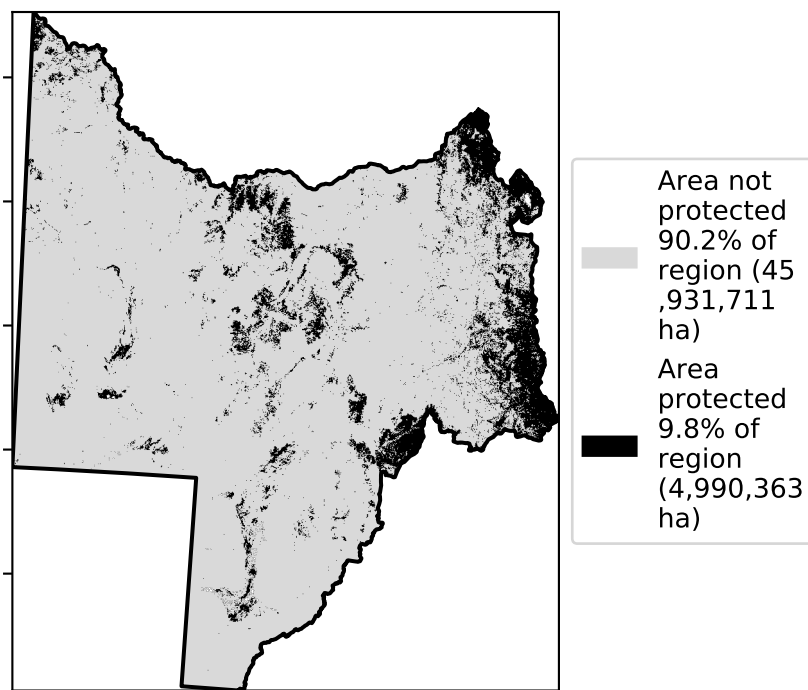 Area not
protected
90.2% of
region (45
,931,711
ha)
Area
protected
9.8% of
region
(4,990,363
ha)